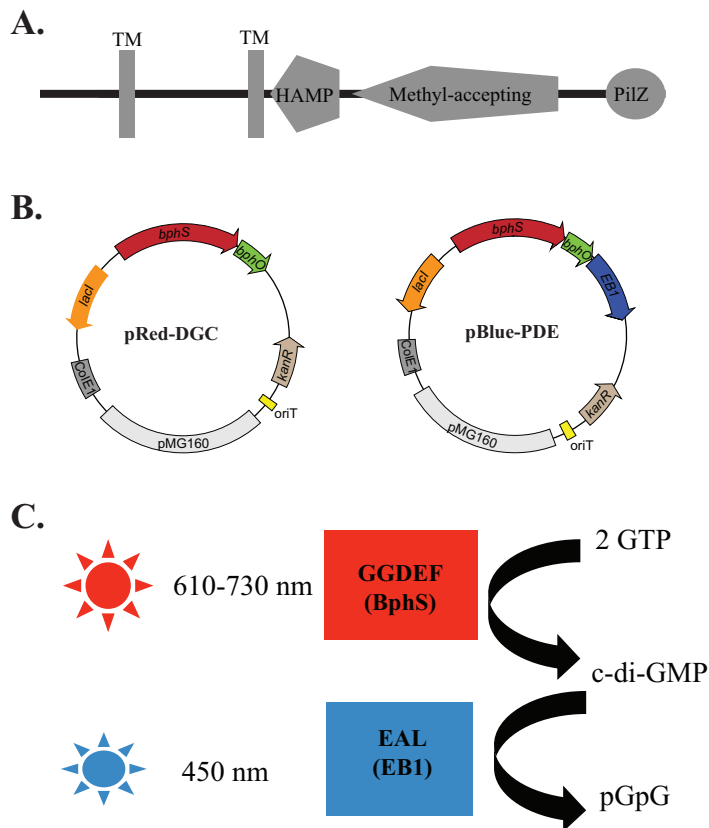 A.
TM
TM
HAMP
Methyl-accepting
PilZ
B.
bphS
bphO
lacI
pRed-DGC
ColE1
kanR
oriT
pMG160
bphS
bphO
EB1
lacI
pBlue-PDE
ColE1
kanR
oriT
pMG160
C.
610-730 nm
GGDEF
(BphS)
2 GTP
c-di-GMP
450 nm
EAL
(EB1)
pGpG